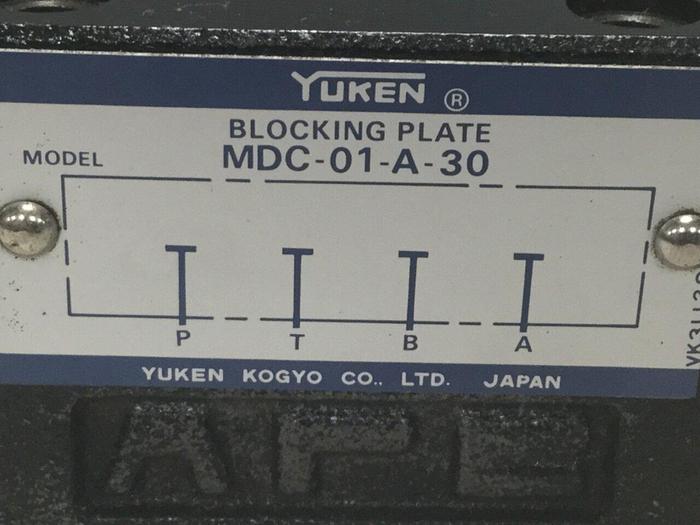 YUKEN ®
BLOCKING PLATE
MODEL MDC-01-A-30
P T B A
YUKEN KOGYO CO., LTD. JAPAN